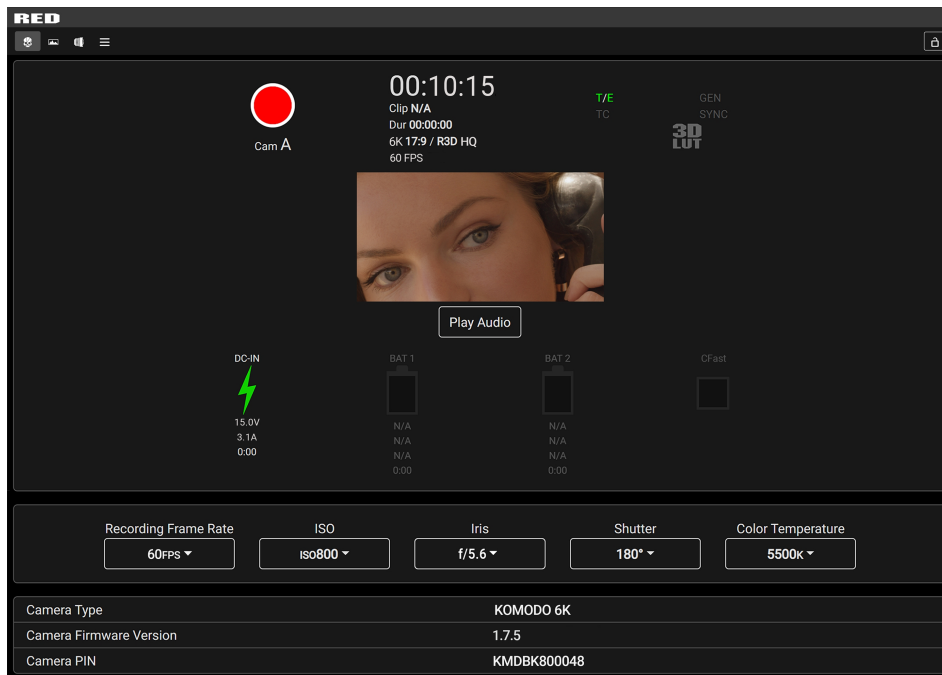 RED
00:10:15
Clip N/A
Dur 00:00:00
6K 17:9 / R3D HQ
60 FPS
Cam A
T/E
TC
GEN
SYNC
3D
LUT
Play Audio
DC-IN
15.0V
3.1A
0:00
BAT 1
N/A
N/A
N/A
0:00
BAT 2
N/A
N/A
N/A
0:00
CFast
Recording Frame Rate
60FPS
ISO
ISO800
Iris
f/5.6
Shutter
180°
Color Temperature
5500K
Camera Type KOMODO 6K
Camera Firmware Version 1.7.5
Camera PIN KMDBK800048